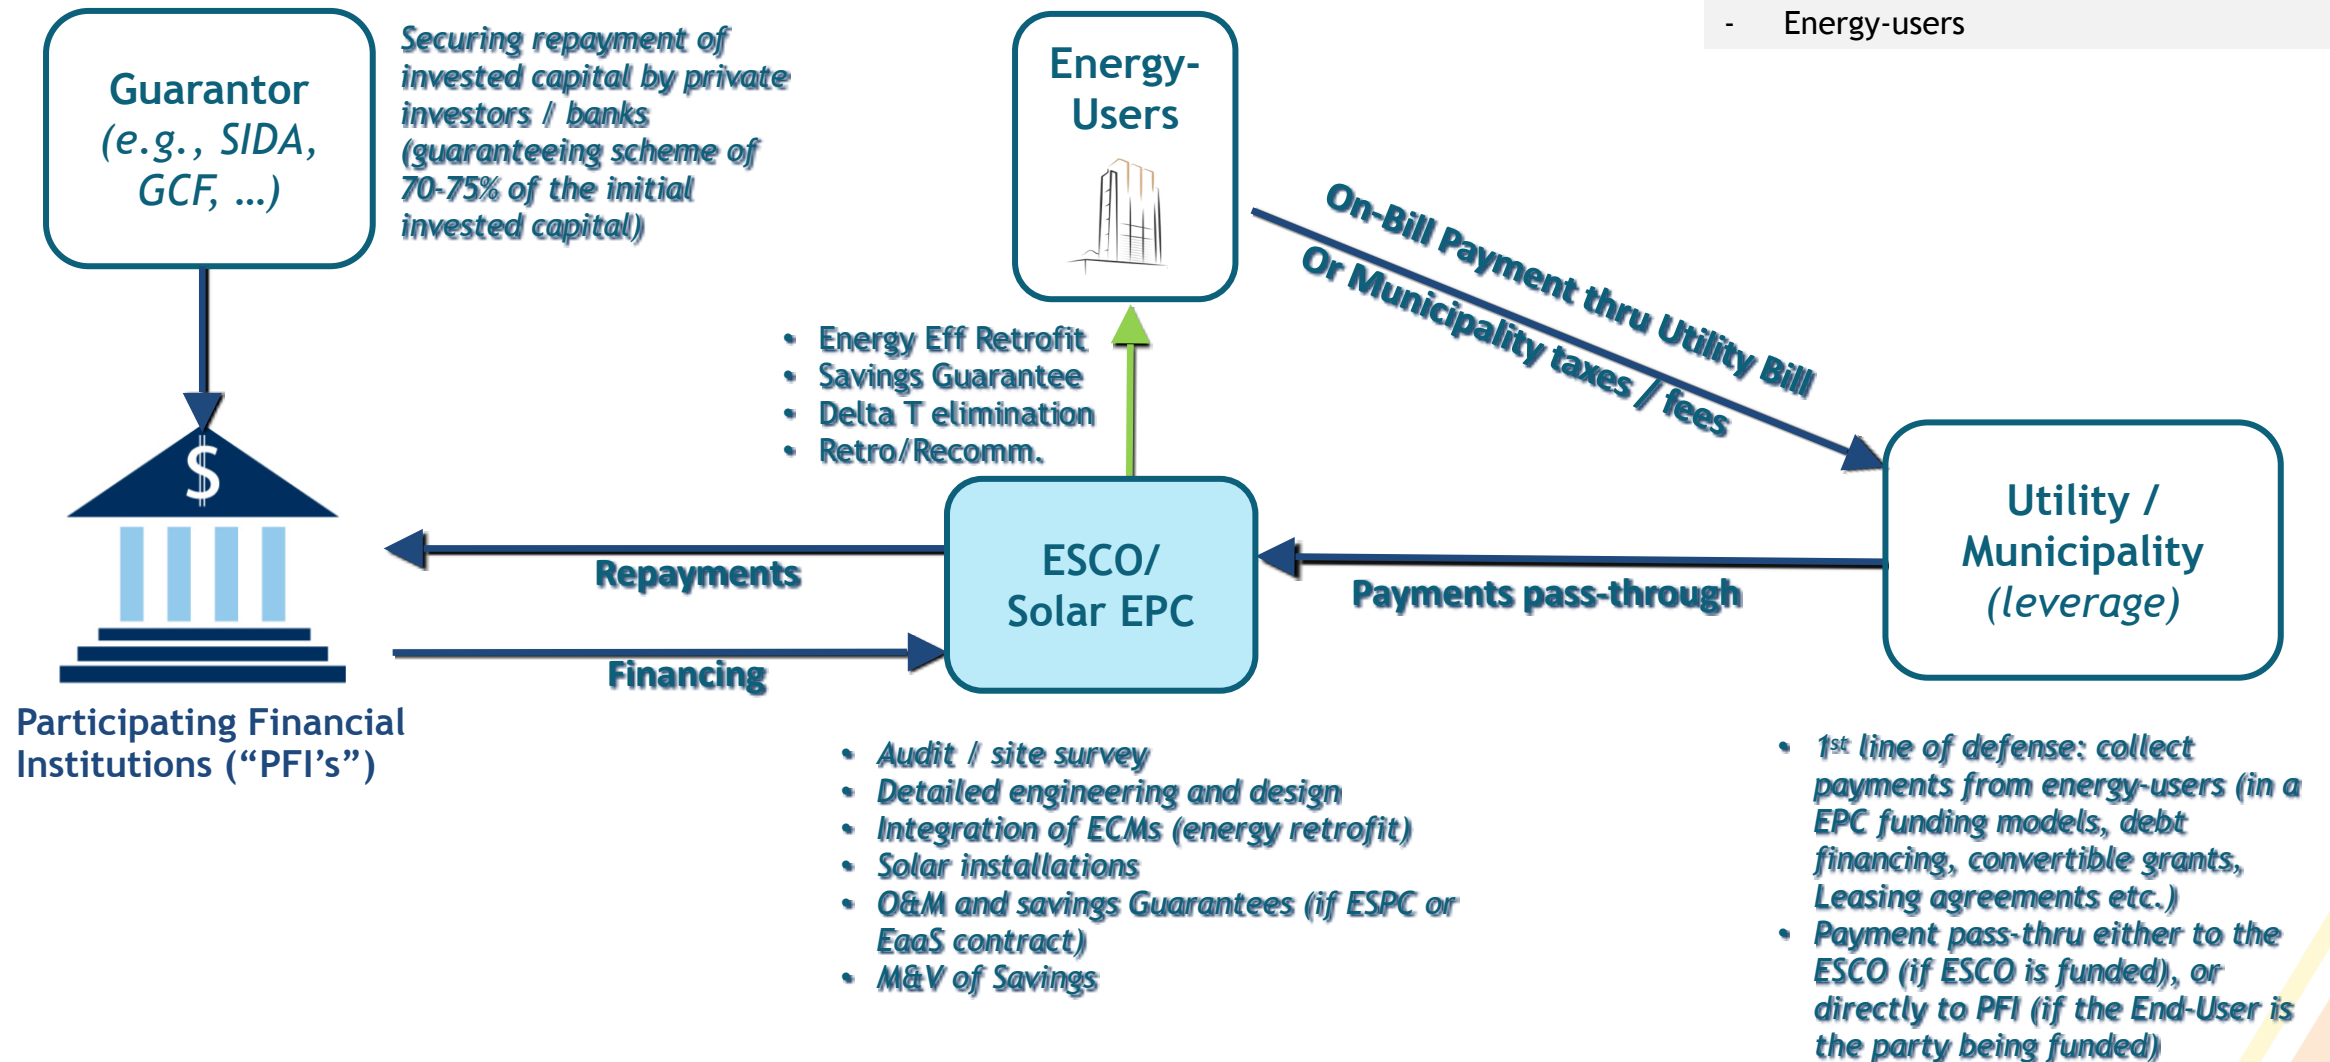 - Energy-users
Guarantor
(e.g., SIDA,
GCF, …)
Securing repayment of
invested capital by private
investors / banks
(guaranteeing scheme of
70-75% of the initial
invested capital)
Energy-
Users
On-Bill Payment thru Utility Bill
Or Municipality taxes / fees
• Energy Eff Retrofit
• Savings Guarantee
• Delta T elimination
• Retro/Recomm.
$
Repayments
Financing
ESCO/
Solar EPC
Payments pass-through
Utility /
Municipality
(leverage)
Participating Financial
Institutions (“PFI’s”)
• Audit / site survey
• Detailed engineering and design
• Integration of ECMs (energy retrofit)
• Solar installations
• O&M and savings Guarantees (if ESPC or
EaaS contract)
• M&V of Savings
• 1st line of defense: collect
payments from energy-users (in a
EPC funding models, debt
financing, convertible grants,
Leasing agreements etc.)
• Payment pass-thru either to the
ESCO (if ESCO is funded), or
directly to PFI (if the End-User is
the party being funded)